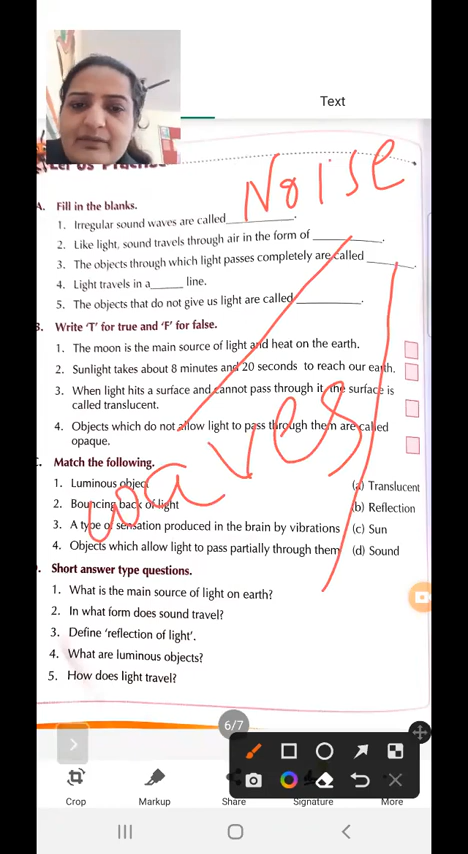 Text
Let us Practise
Noise
A. Fill in the blanks.
1. Irregular sound waves are called___________.
2. Like light, sound travels through air in the form of ___________.
3. The objects through which light passes completely are called ________.
4. Light travels in a______ line.
5. The objects that do not give us light are called___________.
B. Write ‘T’ for true and ‘F’ for false.
1. The moon is the main source of light and heat on the earth.
2. Sunlight takes about 8 minutes and 20 seconds to reach our earth.
3. When light hits a surface and cannot pass through it, the surface is
called translucent.
4. Objects which do not allow light to pass through them are called
opaque.
waves
C. Match the following.
1. Luminous object (a) Translucent
2. Bouncing back of light (b) Reflection
3. A type of sensation produced in the brain by vibrations (c) Sun
4. Objects which allow light to pass partially through them (d) Sound
D. Short answer type questions.
1. What is the main source of light on earth?
2. In what form does sound travel?
3. Define ‘reflection of light’.
4. What are luminous objects?
5. How does light travel?
6/7
Crop Markup Share Signature More